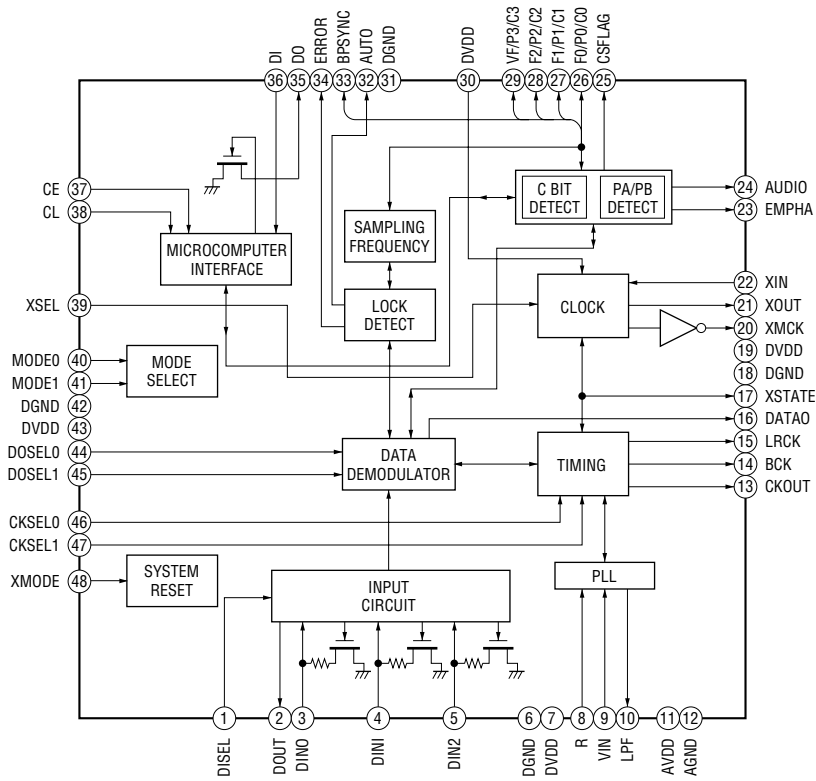 DI
DO
ERROR
BPSYNC
AUTO
DGND
DVDD
VF/P3/C3
F2/P2/C2
F1/P1/C1
F0/P0/C0
CSFLAG
36
35
34
33
32
31
30
29
28
27
26
25
CE 37
CL 38
XSEL 39
MODE0 40
MODE1 41
DGND 42
DVDD 43
DOSEL0 44
DOSEL1 45
CKSEL0 46
CKSEL1 47
XMODE 48
MICROCOMPUTER
INTERFACE
SAMPLING
FREQUENCY
LOCK
DETECT
C BIT
DETECT
PA/PB
DETECT
CLOCK
MODE
SELECT
DATA
DEMODULATOR
TIMING
SYSTEM
RESET
INPUT
CIRCUIT
PLL
24 AUDIO
23 EMPHA
22 XIN
21 XOUT
20 XMCK
19 DVDD
18 DGND
17 XSTATE
16 DATAO
15 LRCK
14 BCK
13 CKOUT
1
2
3
4
5
6
7
8
9
10
11
12
DISEL
DOUT
DINO
DINI
DIN2
DGND
DVDD
R
VIN
LPF
AVDD
AGND